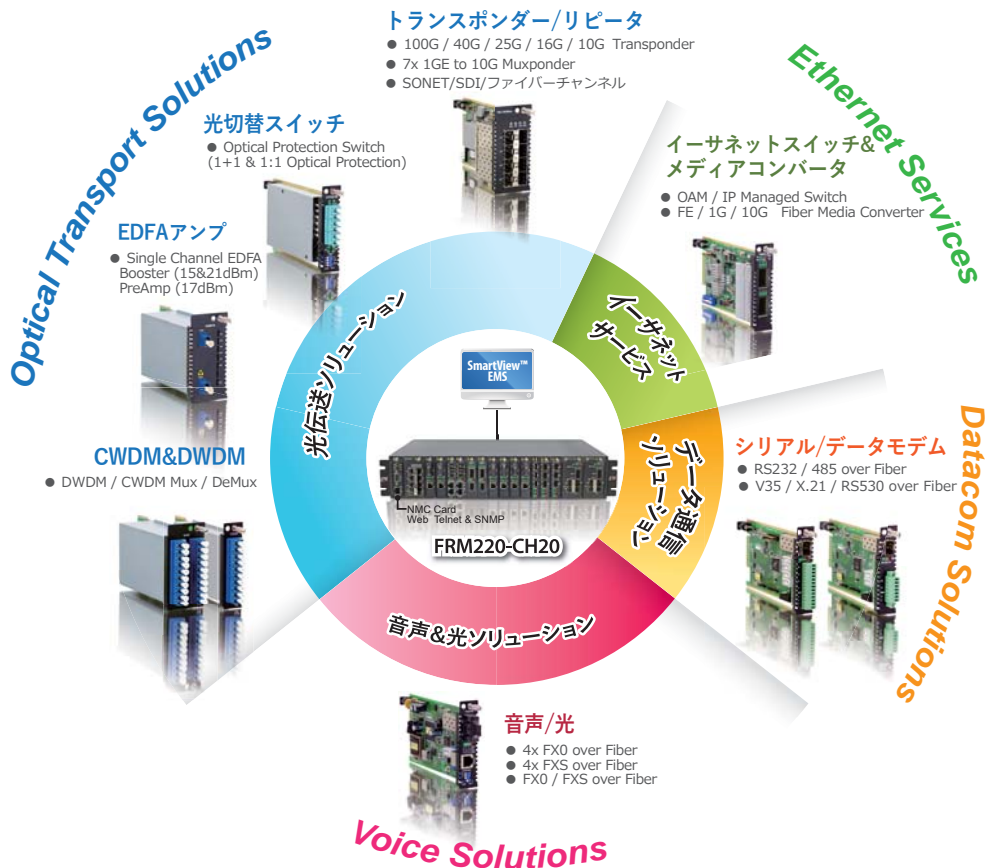 Optical Transport Solutions
トランスポンダー/リピータ
● 100G / 40G / 25G / 16G / 10G Transponder
● 7x 1GE to 10G Muxponder
● SONET/SDI/ファイバーチャンネル
光切替スイッチ
● Optical Protection Switch
(1+1 & 1:1 Optical Protection)
EDFAアンプ
● Single Channel EDFA
Booster (15&21dBm)
PreAmp (17dBm)
CWDM&DWDM
● DWDM / CWDM Mux / DeMux
Ethernet Services
イーサネットスイッチ&
メディアコンバータ
● OAM / IP Managed Switch
● FE / 1G / 10G Fiber Media Converter
光伝送ソリューション
イーサネット
サービス
SmartView™
EMS
NMC Card
Web Telnet & SNMP
FRM220-CH20
データ通信
ソリューション
音声&光ソリューション
Datacom Solutions
シリアル/データモデム
● RS232 / 485 over Fiber
● V35 / X.21 / RS530 over Fiber
音声/光
● 4x FX0 over Fiber
● 4x FXS over Fiber
● FX0 / FXS over Fiber
Voice Solutions